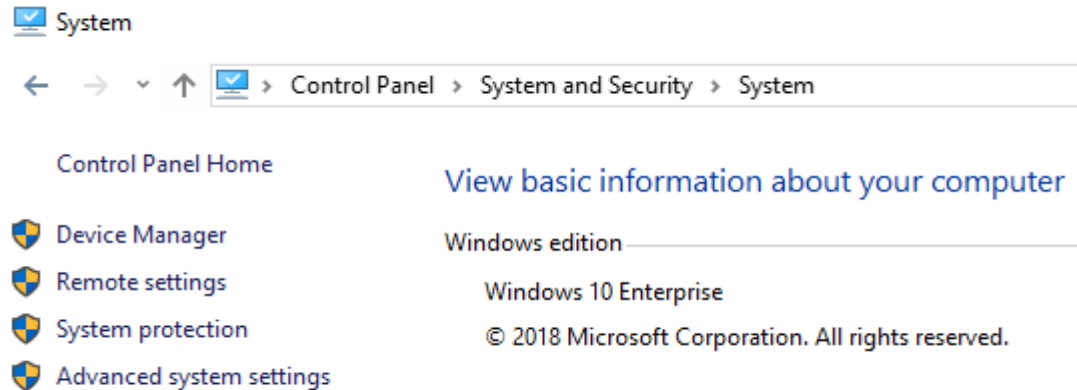 System
Control Panel > System and Security > System
Control Panel Home
View basic information about your computer
Device Manager
Windows edition
Remote settings
Windows 10 Enterprise
System protection
© 2018 Microsoft Corporation. All rights reserved.
Advanced system settings